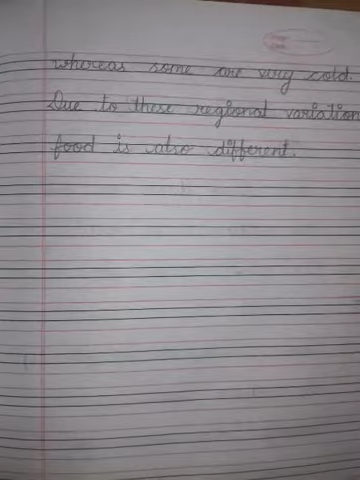 whereas some are very cold.
Due to these regional variation
food is also different.